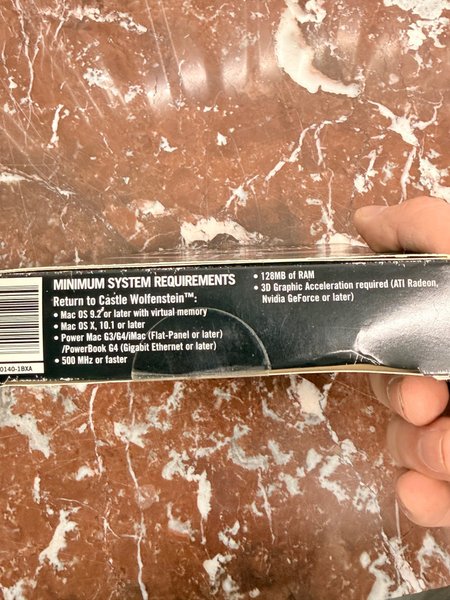 MINIMUM SYSTEM REQUIREMENTS
Return to Castle Wolfenstein™:
• Mac OS 9.2 or later with virtual memory
• Mac OS X, 10.1 or later
• Power Mac G3/G4/iMac (Flat-Panel or later)
/PowerBook G4 (Gigabit Ethernet or later)
• 500 MHz or faster
• 128MB of RAM
• 3D Graphic Acceleration required (ATI Radeon,
Nvidia GeForce or later)
0140-1BXA